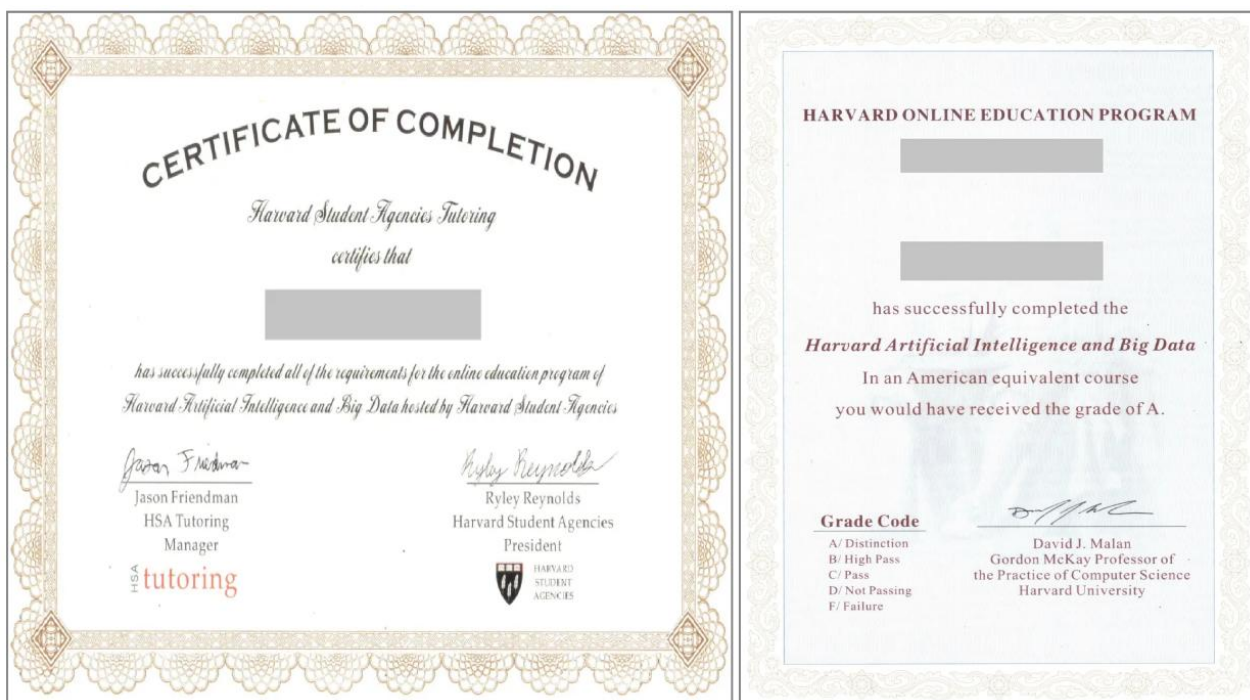 CERTIFICATE OF COMPLETION
Harvard Student Agencies Tutoring
certifies that
has successfully completed all of the requirements for the online education program of
Harvard Artificial Intelligence and Big Data hosted by Harvard Student Agencies
Jason Friedman
Jason Friendman
HSA Tutoring
Manager
HSA tutoring
Ryley Reynolds
Ryley Reynolds
Harvard Student Agencies
President
HARVARD
STUDENT
AGENCIES
HARVARD ONLINE EDUCATION PROGRAM
has successfully completed the
Harvard Artificial Intelligence and Big Data
In an American equivalent course
you would have received the grade of A.
Grade Code
A/ Distinction
B/ High Pass
C/ Pass
D/ Not Passing
F/ Failure
David J. Malan
Gordon McKay Professor of
the Practice of Computer Science
Harvard University